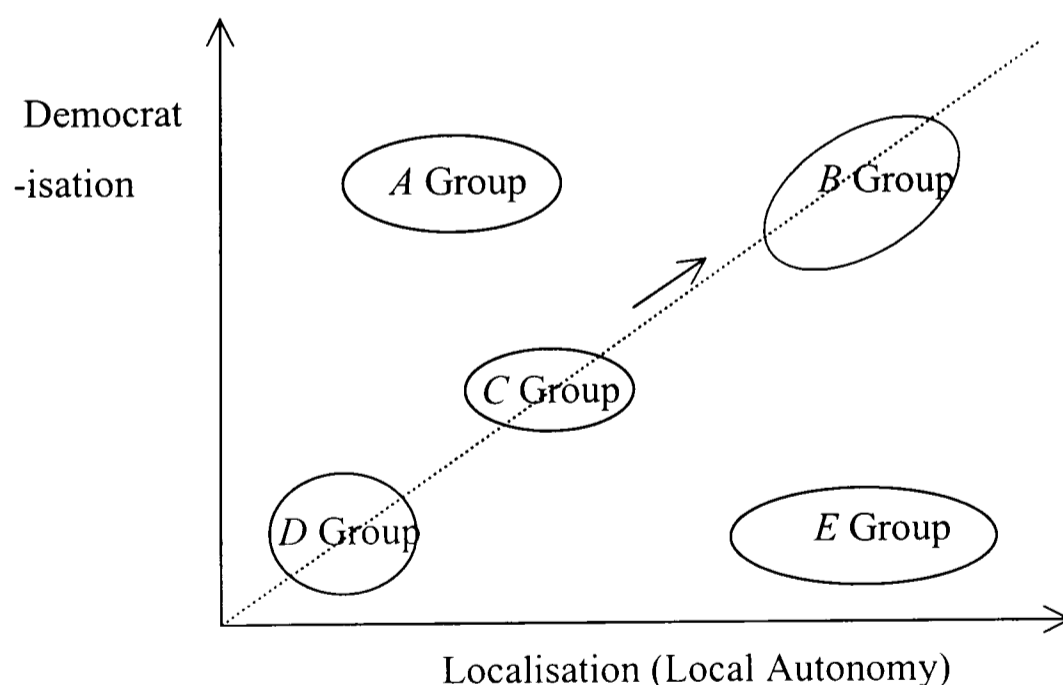 Democrat
-isation
A Group
B Group
C Group
D Group
E Group
Localisation (Local Autonomy)